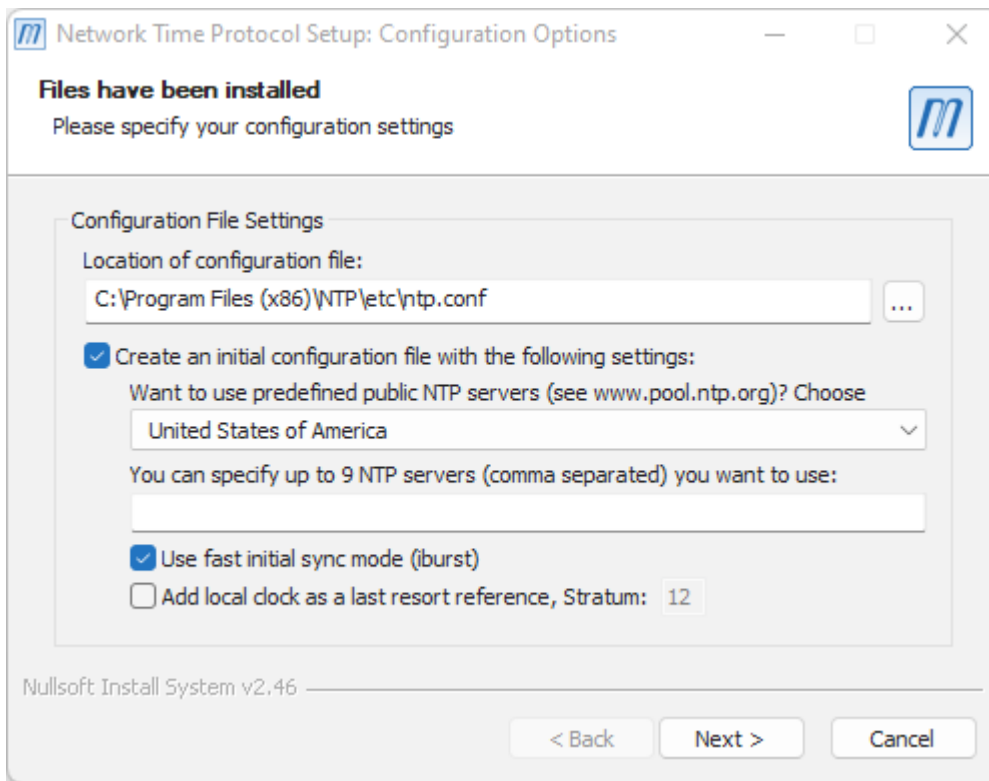 Network Time Protocol Setup: Configuration Options
Files have been installed
Please specify your configuration settings
Configuration File Settings
Location of configuration file:
C:\Program Files (x86)\NTP\etc\ntp.conf
...
Create an initial configuration file with the following settings:
Want to use predefined public NTP servers (see www.pool.ntp.org)? Choose
United States of America
You can specify up to 9 NTP servers (comma separated) you want to use:
Use fast initial sync mode (iburst)
Add local clock as a last resort reference, Stratum: 12
Nullsoft Install System v2.46
< Back Next > Cancel